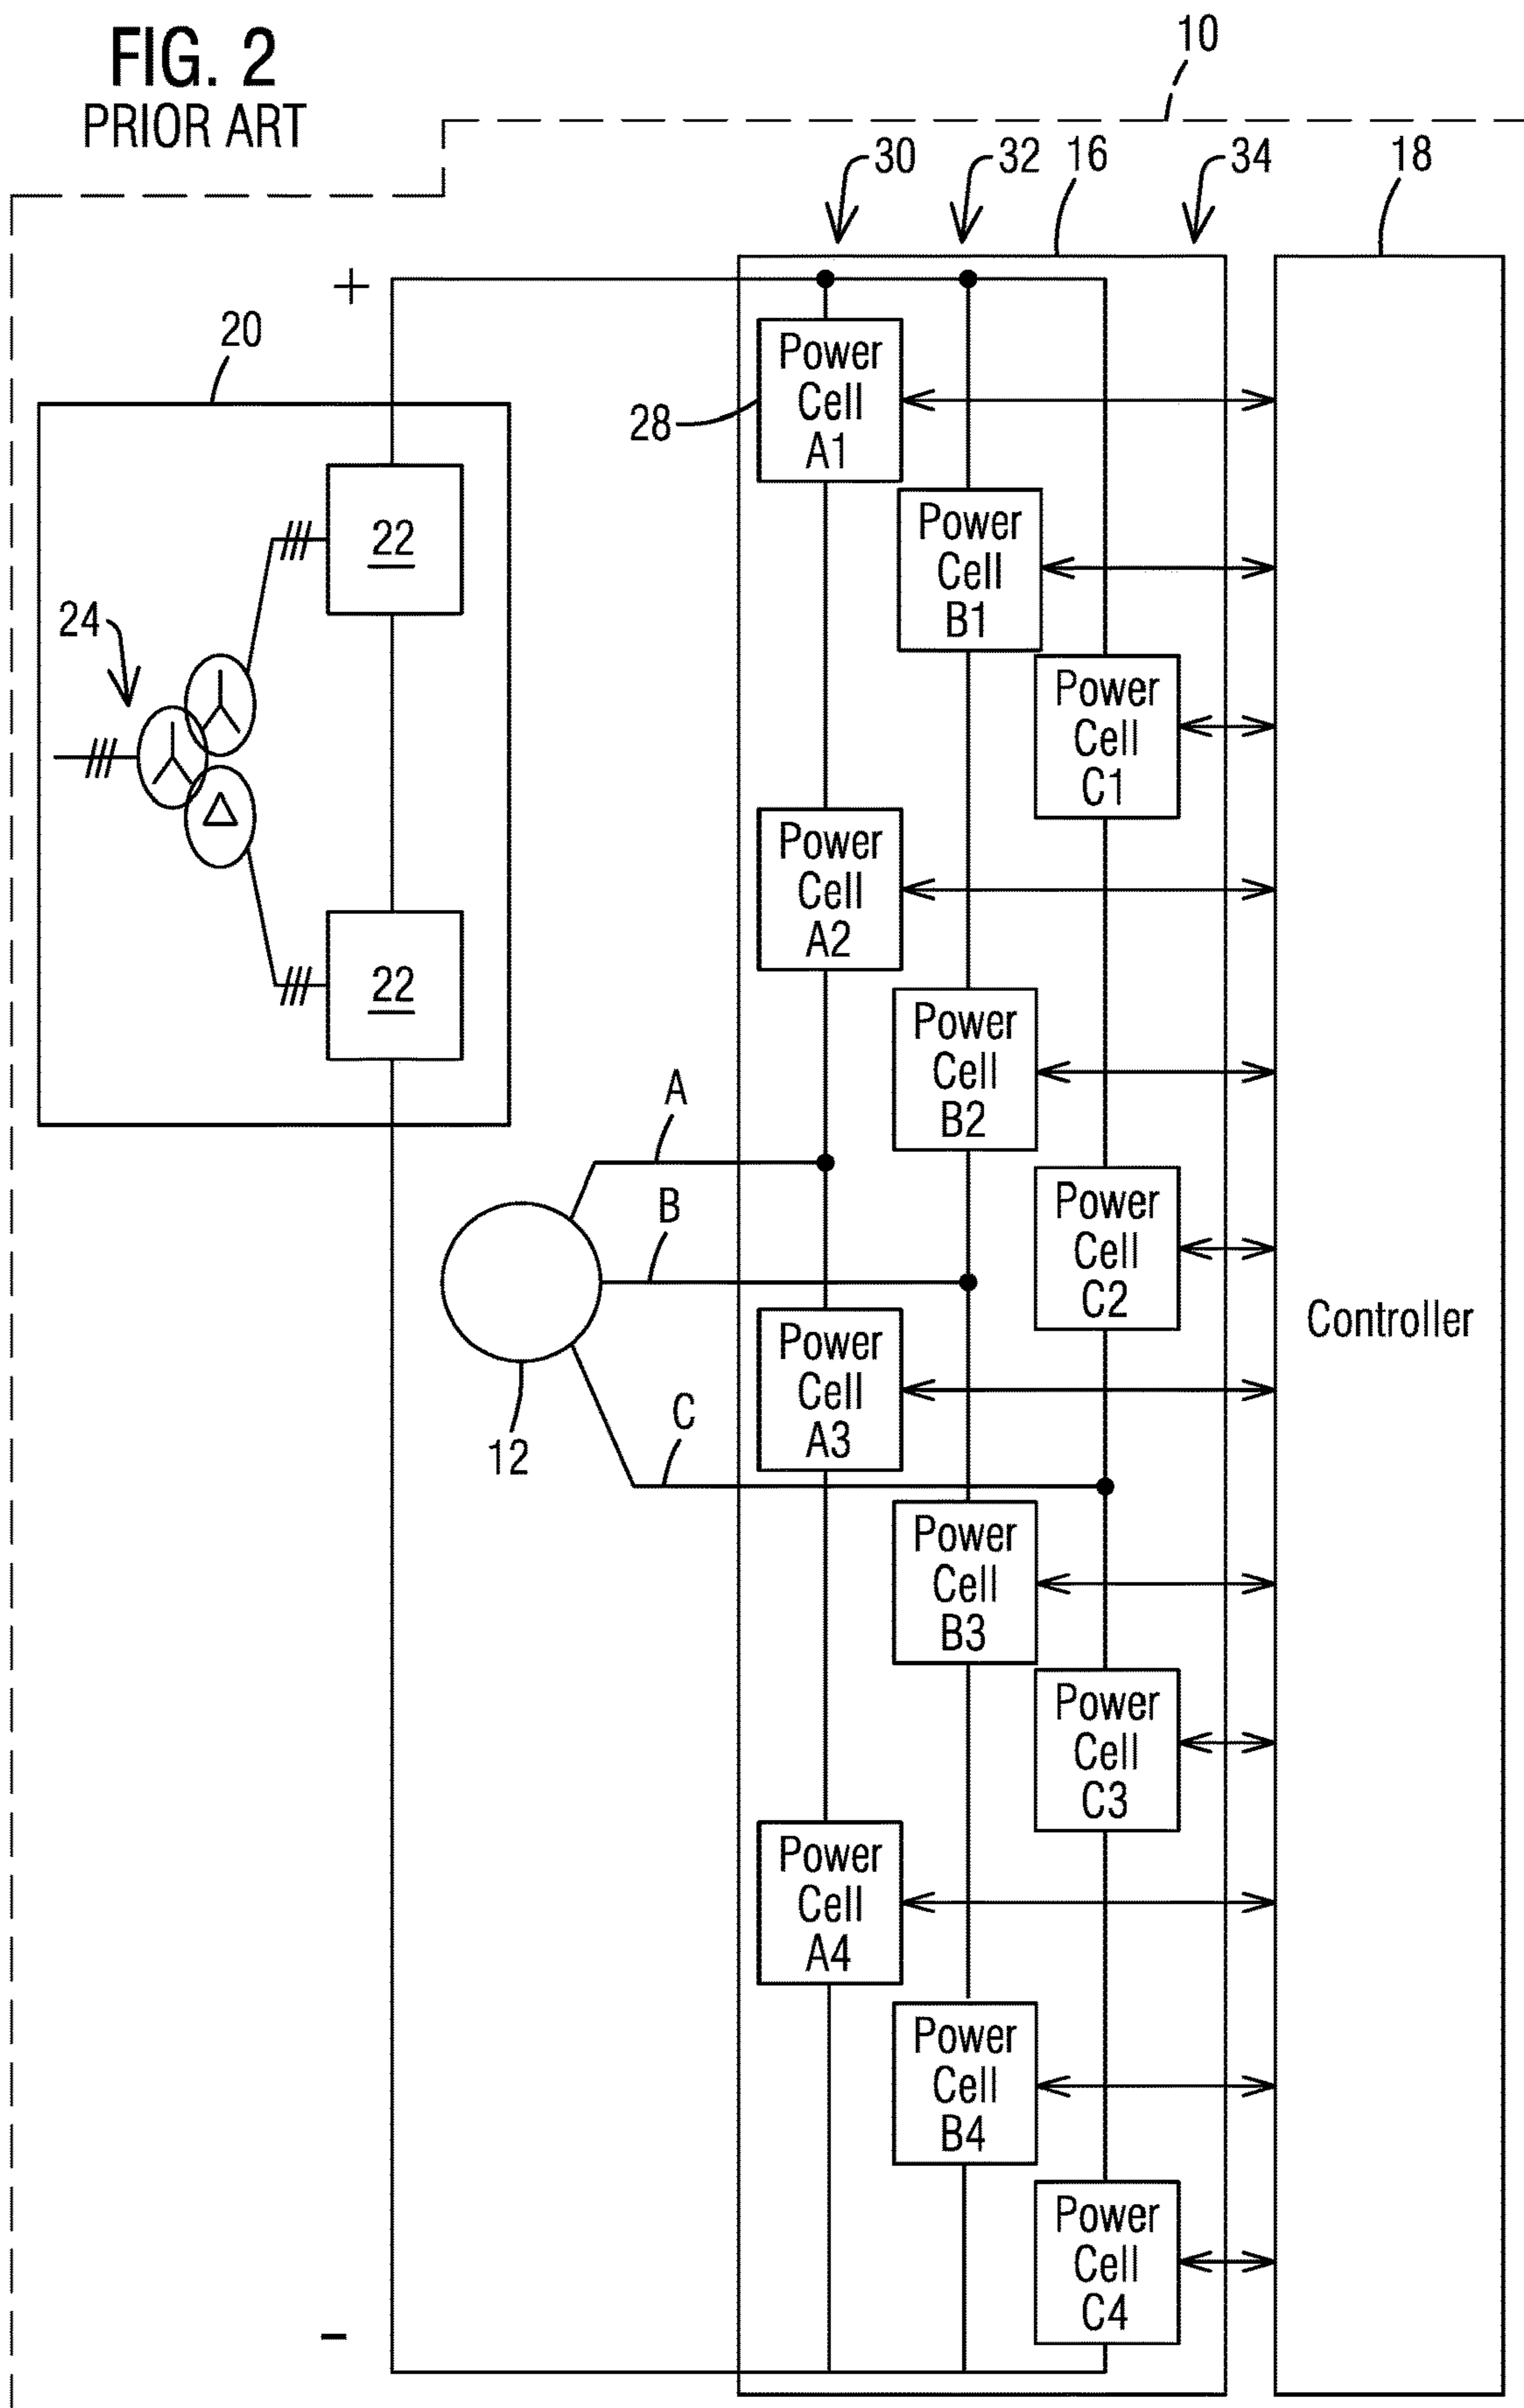 FIG. 2
PRIOR ART
10
30
32
16
34
18
+
20
28
Power
Cell
A1
22
Power
Cell
B1
24
Power
Cell
C1
Power
Cell
A2
22
Power
Cell
B2
A
B
Power
Cell
C2
Controller
Power
Cell
A3
C
12
Power
Cell
B3
Power
Cell
C3
Power
Cell
A4
Power
Cell
B4
Power
Cell
C4
-